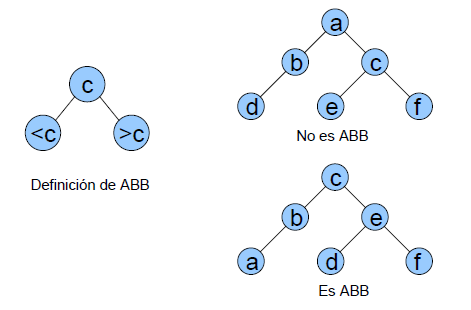 c
<c >c
Definición de ABB
a
b c
d e f
No es ABB
c
b e
a d f
Es ABB